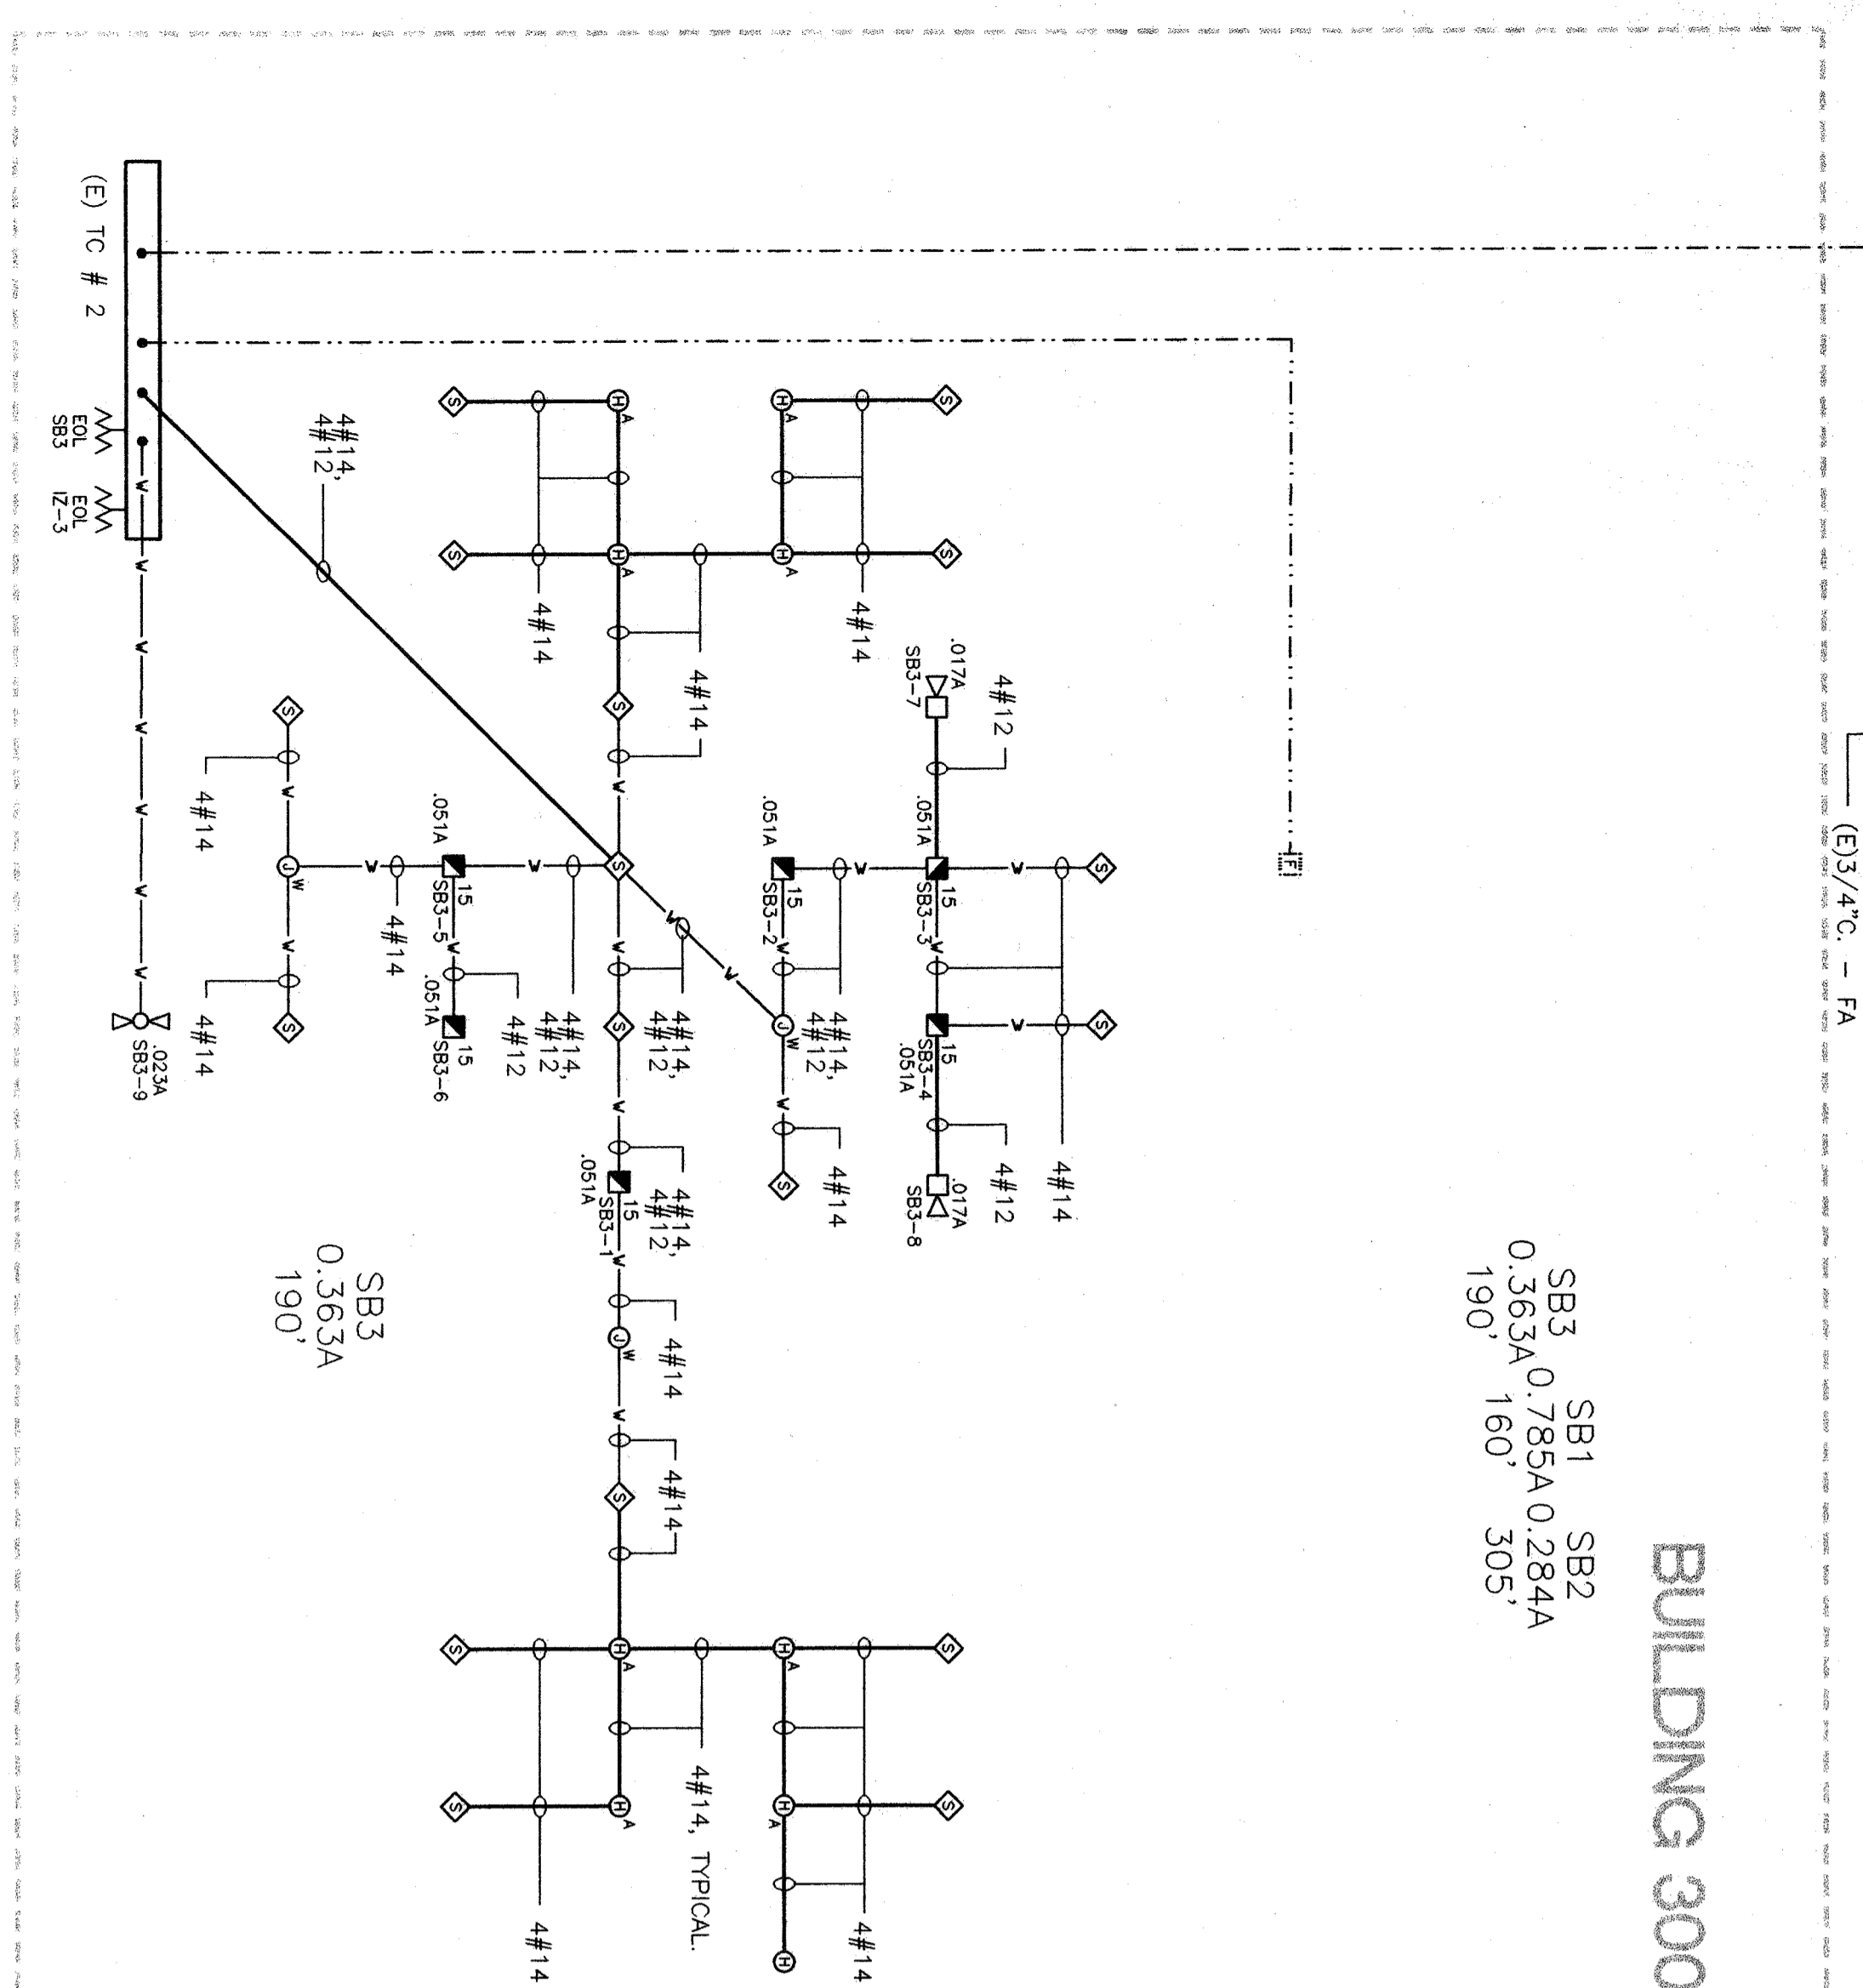 (E)3/4"C. - FA
BUILDING 300
SB3
0.363A
190'
SB1
0.785A
160'
SB2
0.284A
305'
F
S W
S W
4#14
4#12
.017A
SB3-7
.051A
15
SB3-3
W
15
SB3-4
.051A
4#12
.017A
SB3-8
S
S
S
S
4#14
4#14
4#14
W
H A
H A
.051A
15
SB3-2
W
J W
4#14,
4#12
W
4#14
S
H A
H A
H
4#14
4#14, TYPICAL.
W
W
4#14,
4#12
4#14,
4#12
4#14
4#14
H A
H A
S
W
S
W
S
W
.051A
15
SB3-1
W
J W
W
S
H A
H A
4#14,
4#12
W
4#14
4#14
S
S
.051A
15
SB3-5
W
4#12
.051A
15
SB3-6
S
S
4#14
W
SB3
0.363A
190'
4#14,
4#12
S
W
J W
W
S
4#14
4#14
W
W
W
W
W
W
W
.023A
SB3-9
(E) TC # 2
EOL
SB3
EOL
IZ-3